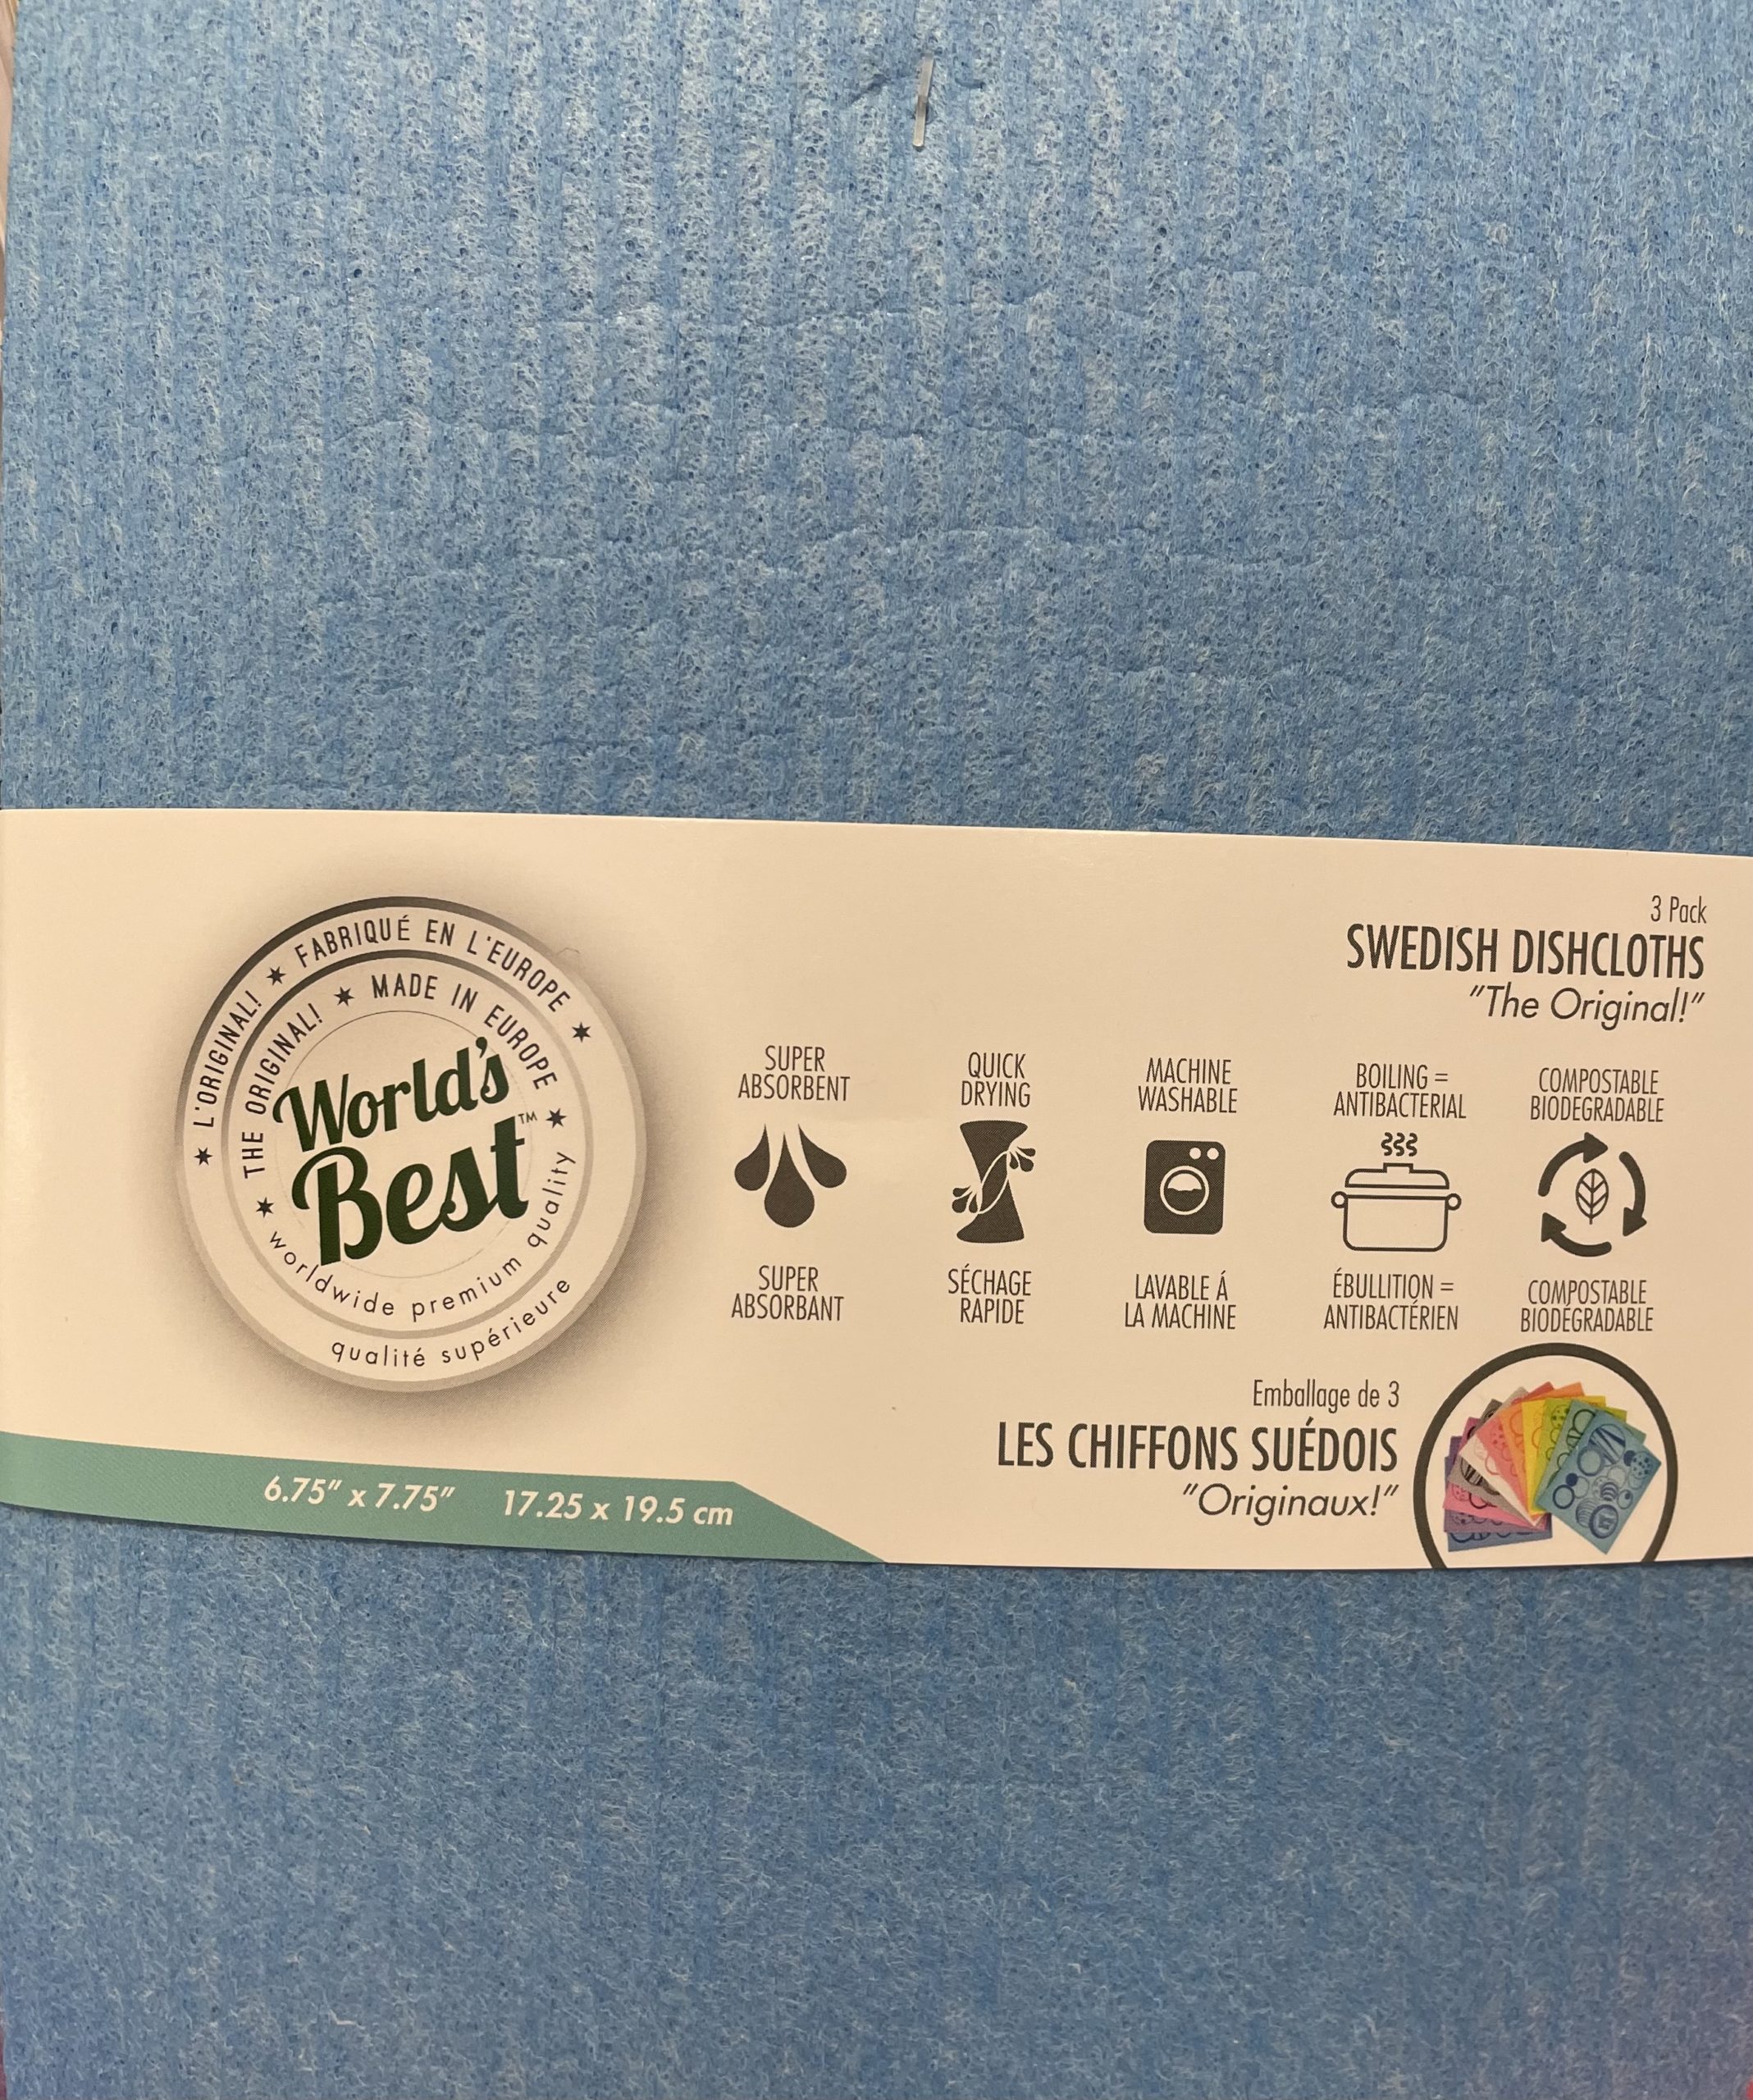 ★ L'ORIGINAL! ★ FABRIQUÉ EN L'EUROPE ★
★ THE ORIGINAL! ★ MADE IN EUROPE ★
World's
Best™
worldwide premium quality
qualité supérieure
3 Pack
SWEDISH DISHCLOTHS
"The Original!"
SUPER
ABSORBENT
QUICK
DRYING
MACHINE
WASHABLE
BOILING =
ANTIBACTERIAL
COMPOSTABLE
BIODEGRADABLE
SUPER
ABSORBANT
SÉCHAGE
RAPIDE
LAVABLE Á
LA MACHINE
ÉBULLITION =
ANTIBACTÉRIEN
COMPOSTABLE
BIODÉGRADABLE
Emballage de 3
LES CHIFFONS SUÉDOIS
"Originaux!"
6.75" x 7.75" 17.25 x 19.5 cm